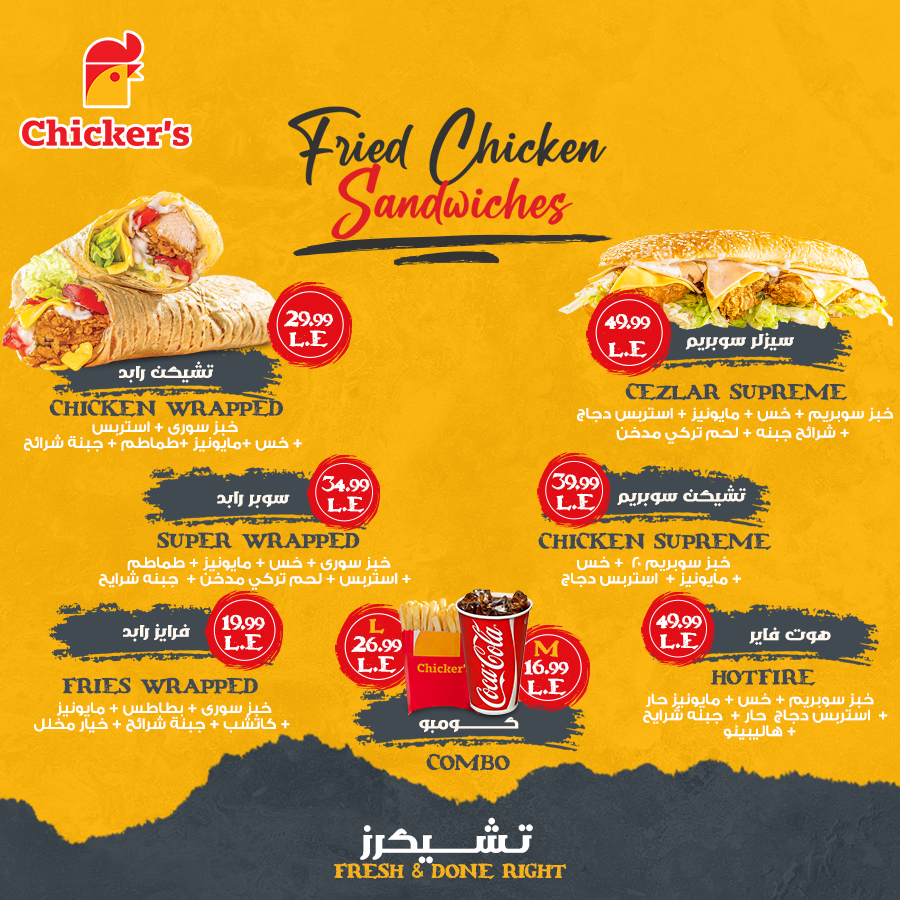 Chicker's
Fried Chicken
Sandwiches
29.99
L.E
تشيكن رابد
CHICKEN WRAPPED
خبز سورى + استربس
+ خس +مايونيز +طماطم + جبنة شرائح
49.99
L.E
سيزلر سوبريم
CEZLAR SUPREME
خبز سوبريم + خس + مايونيز + استربس دجاج
+ شرائح جبنه + لحم تركي مدخن
34.99
L.E
سوبر رابد
SUPER WRAPPED
خبز سورى + خس + مايونيز + طماطم
+ استربس + لحم تركي مدخن + جبنه شرايح
39.99
L.E
تشيكن سوبريم
CHICKEN SUPREME
خبز سوبريم ٢٠ + خس
+ مايونيز + استربس دجاج
19.99
L.E
فرايز رابد
FRIES WRAPPED
خبز سورى + بطاطس + مايونيز
+ كاتشب + جبنة شرائح + خيار مخلل
L
26.99
L.E
Chicker'
Coca-Cola
M
16.99
L.E
كومبو
COMBO
49.99
L.E
هوت فاير
HOTFIRE
خبز سوبريم + خس + مايونيز حار
+ استربس دجاج حار + جبنه شرايح
+ هاليبينو
تشيكرز
FRESH & DONE RIGHT